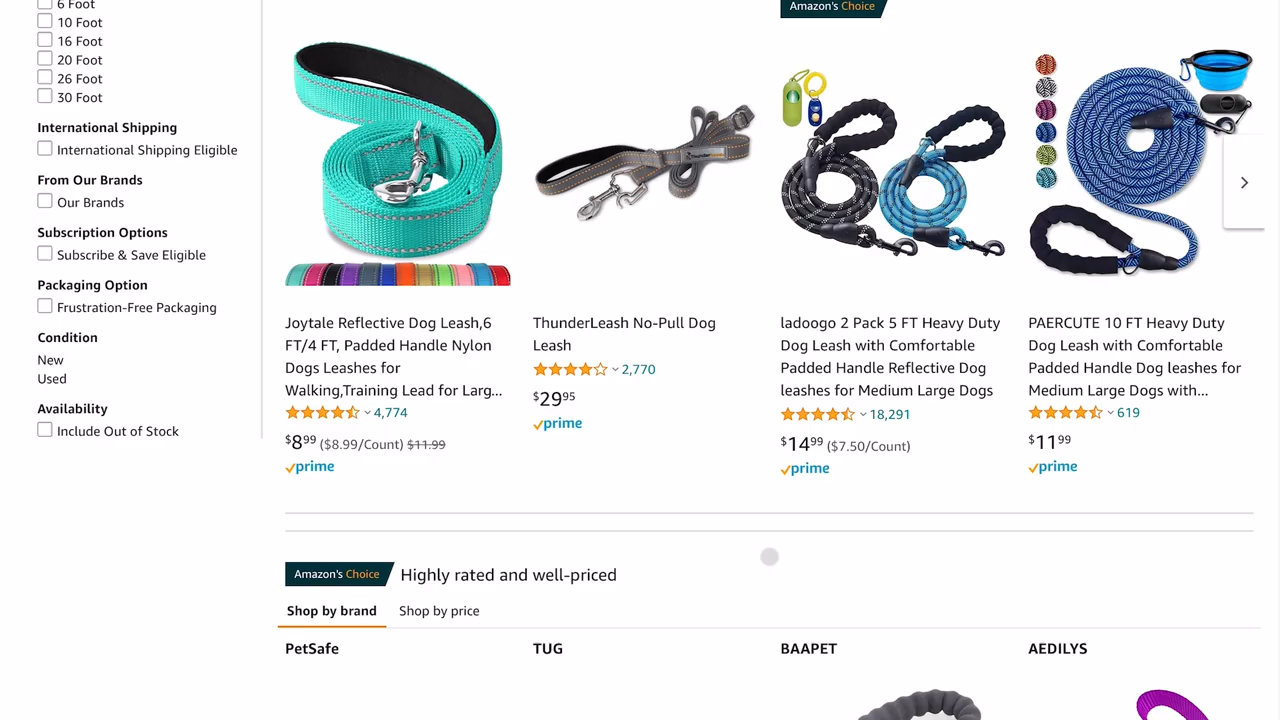 6 Foot
10 Foot
16 Foot
20 Foot
26 Foot
30 Foot
International Shipping
International Shipping Eligible
From Our Brands
Our Brands
Subscription Options
Subscribe & Save Eligible
Packaging Option
Frustration-Free Packaging
Condition
New
Used
Availability
Include Out of Stock
Amazon's Choice
Joytale Reflective Dog Leash,6
FT/4 FT, Padded Handle Nylon
Dogs Leashes for
Walking,Training Lead for Larg...
4,774
$8.99 ($8.99/Count) $11.99
prime
ThunderLeash No-Pull Dog
Leash
2,770
$29.95
prime
ladoogo 2 Pack 5 FT Heavy Duty
Dog Leash with Comfortable
Padded Handle Reflective Dog
leashes for Medium Large Dogs
18,291
$14.99 ($7.50/Count)
prime
PAERCUTE 10 FT Heavy Duty
Dog Leash with Comfortable
Padded Handle Dog leashes for
Medium Large Dogs with...
619
$11.99
prime
Amazon's Choice Highly rated and well-priced
Shop by brand Shop by price
PetSafe TUG BAAPET AEDILYS